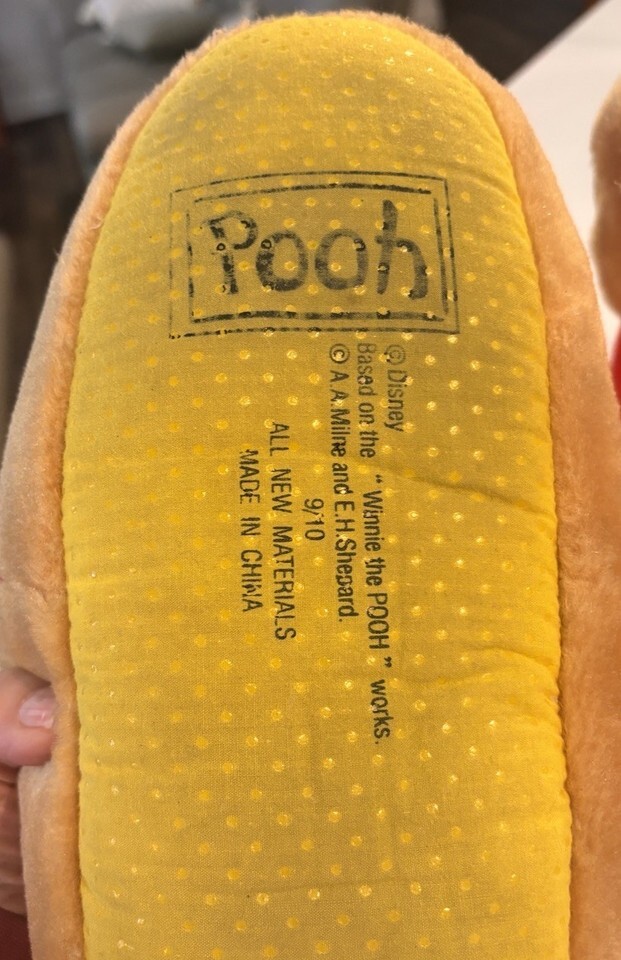 Pooh
© Disney
Based on the “ Winnie the POOH ” works.
© A.A.Milne and E.H.Shepard.
9/10
ALL NEW MATERIALS
MADE IN CHINA